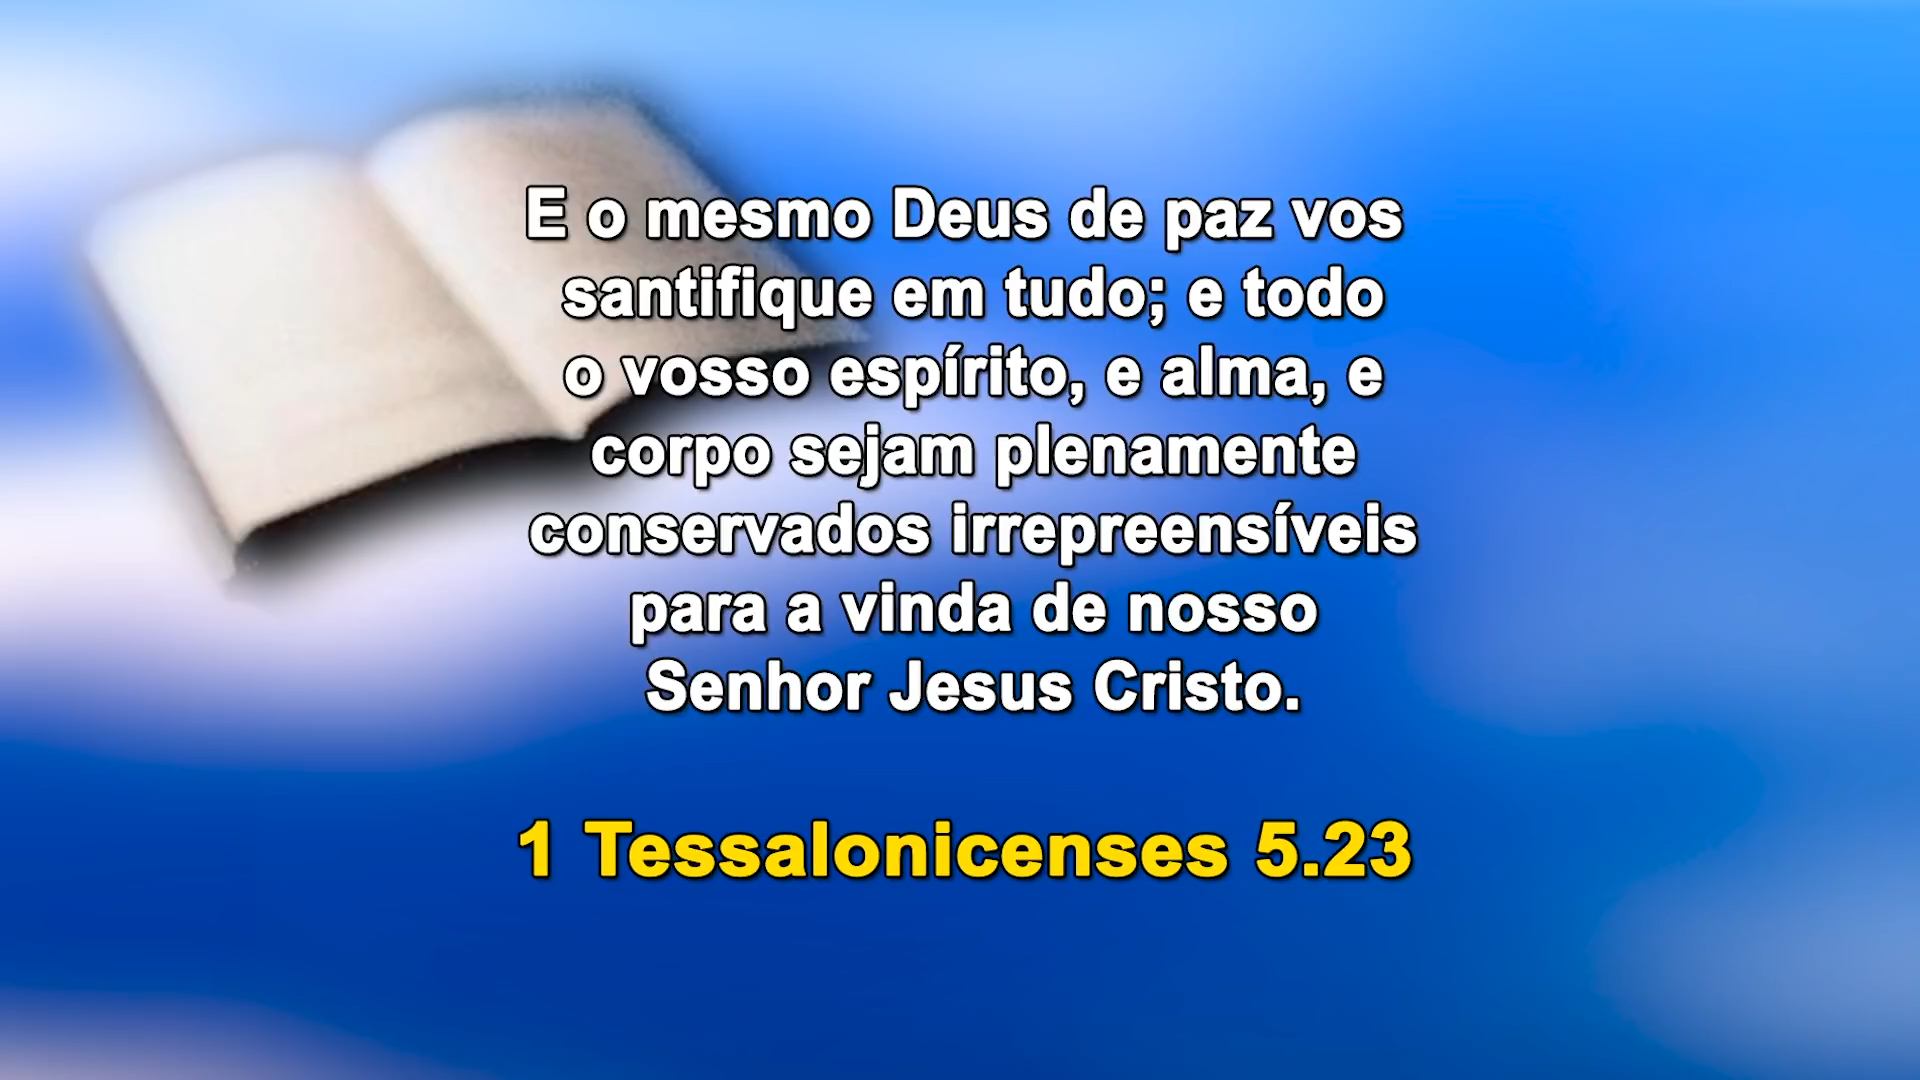 E o mesmo Deus de paz vos
santifique em tudo; e todo
o vosso espírito, e alma, e
corpo sejam plenamente
conservados irrepreensíveis
para a vinda de nosso
Senhor Jesus Cristo.
1 Tessalonicenses 5.23